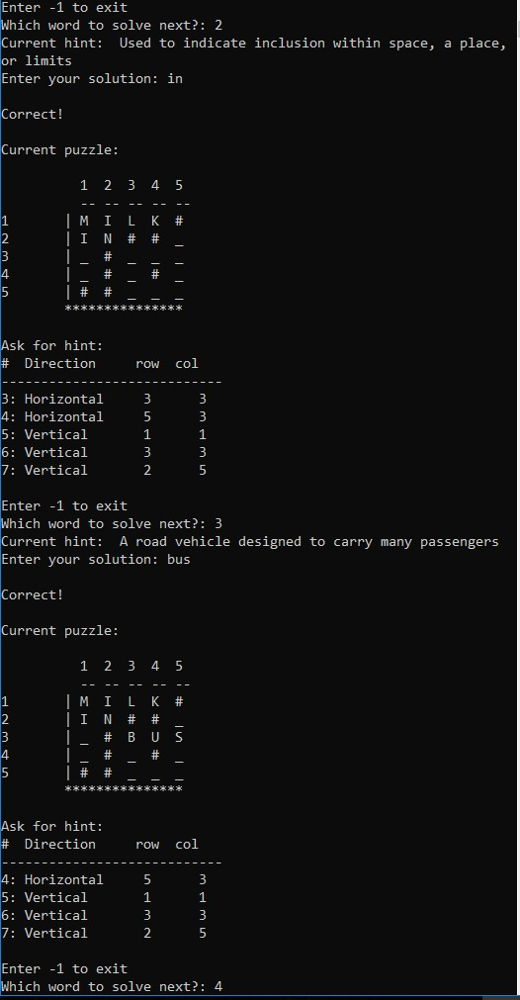 Enter -1 to exit
Which word to solve next?: 2
Current hint:  Used to indicate inclusion within space, a place,
or limits
Enter your solution: in

Correct!

Current puzzle:

          1  2  3  4  5
          -- -- -- -- --
1       | M  I  L  K  #
2       | I  N  #  #  _
3       | _  #  _  _  _
4       | _  #  _  #  _
5       | #  #  _  _  _
        ***************

Ask for hint:
#  Direction     row  col
----------------------------
3: Horizontal     3      3
4: Horizontal     5      3
5: Vertical       1      1
6: Vertical       3      3
7: Vertical       2      5

Enter -1 to exit
Which word to solve next?: 3
Current hint:  A road vehicle designed to carry many passengers
Enter your solution: bus

Correct!

Current puzzle:

          1  2  3  4  5
          -- -- -- -- --
1       | M  I  L  K  #
2       | I  N  #  #  _
3       | _  #  B  U  S
4       | _  #  _  #  _
5       | #  #  _  _  _
        ***************

Ask for hint:
#  Direction     row  col
----------------------------
4: Horizontal     5      3
5: Vertical       1      1
6: Vertical       3      3
7: Vertical       2      5

Enter -1 to exit
Which word to solve next?: 4